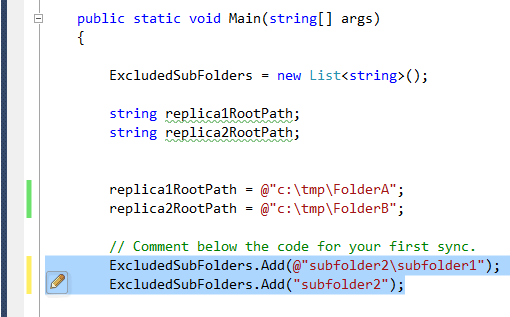 public static void Main(string[] args)
{
ExcludedSubFolders = new List<string>();
string replica1RootPath;
string replica2RootPath;
replica1RootPath = @"c:\tmp\FolderA";
replica2RootPath = @"c:\tmp\FolderB";
// Comment below the code for your first sync.
ExcludedSubFolders.Add(@"subfolder2\subfolder1");
ExcludedSubFolders.Add("subfolder2");